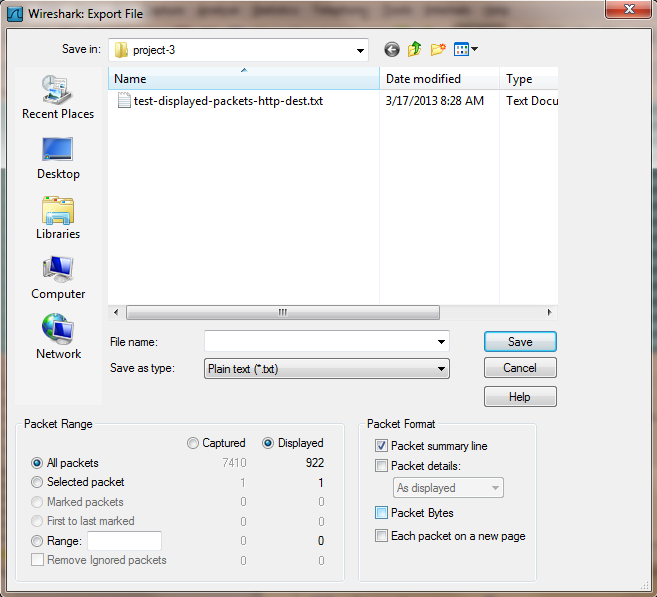 Wireshark: Export File
Save in: project-3
Name Date modified Type
test-displayed-packets-http-dest.txt 3/17/2013 8:28 AM Text Docu
Recent Places
Desktop
Libraries
Computer
Network
File name:
Save as type: Plain text (*.txt)
Save
Cancel
Help
Packet Range
Captured Displayed
All packets 7410 922
Selected packet 1 1
Marked packets 0 0
First to last marked 0 0
Range: 0 0
Remove Ignored packets 0 0
Packet Format
Packet summary line
Packet details:
As displayed
Packet Bytes
Each packet on a new page